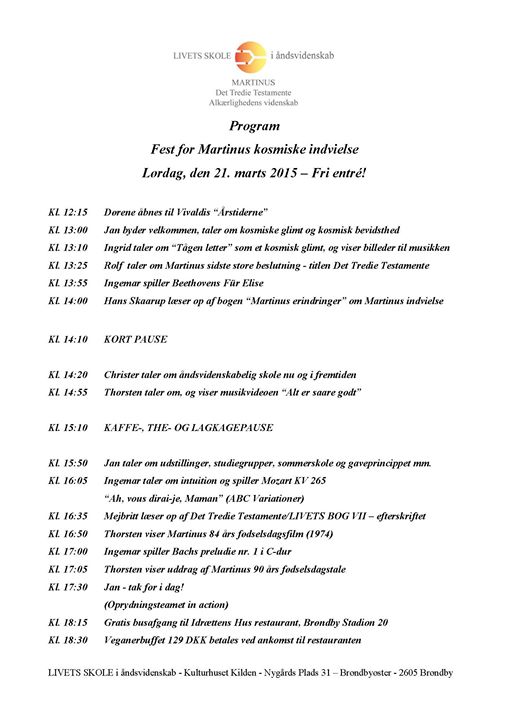 LIVETS SKOLE i åndsvidenskab
MARTINUS
Det Tredie Testamente
Alkærlighedens videnskab
Program
Fest for Martinus kosmiske indvielse
Lørdag, den 21. marts 2015 – Fri entré!
Kl. 12:15 Dørene åbnes til Vivaldis “Årstiderne”
Kl. 13:00 Jan byder velkommen, taler om kosmiske glimt og kosmisk bevidsthed
Kl. 13:10 Ingrid taler om “Tågen letter” som et kosmisk glimt, og viser billeder til musikken
Kl. 13:25 Rolf taler om Martinus sidste store beslutning - titlen Det Tredie Testamente
Kl. 13:55 Ingemar spiller Beethovens Für Elise
Kl. 14:00 Hans Skaarup læser op af bogen “Martinus erindringer” om Martinus indvielse
Kl. 14:10 KORT PAUSE
Kl. 14:20 Christer taler om åndsvidenskabelig skole nu og i fremtiden
Kl. 14:55 Thorsten taler om, og viser musikvideoen “Alt er saare godt”
Kl. 15:10 KAFFE-, THE- OG LAGKAGEPAUSE
Kl. 15:50 Jan taler om udstillinger, studiegrupper, sommerskole og gaveprincippet mm.
Kl. 16:05 Ingemar taler om intuition og spiller Mozart KV 265
“Ah, vous dirai-je, Maman” (ABC Variationer)
Kl. 16:35 Mejbritt læser op af Det Tredie Testamente/LIVETS BOG VII – efterskriftet
Kl. 16:50 Thorsten viser Martinus 84 års fødselsdagsfilm (1974)
Kl. 17:00 Ingemar spiller Bachs preludie nr. 1 i C-dur
Kl. 17:05 Thorsten viser uddrag af Martinus 90 års fødselsdagstale
Kl. 17:30 Jan - tak for i dag!
(Oprydningsteamet in action)
Kl. 18:15 Gratis busafgang til Idrættens Hus restaurant, Brøndby Stadion 20
Kl. 18:30 Veganerbuffet 129 DKK betales ved ankomst til restauranten
LIVETS SKOLE i åndsvidenskab - Kulturhuset Kilden - Nygårds Plads 31 – Brøndbyøster - 2605 Brøndby